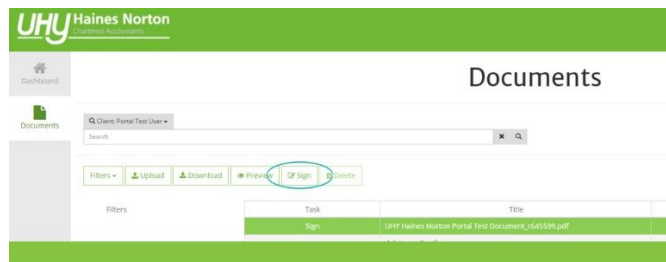 UHY Haines Norton
Chartered Accountants
Dashboard
Documents
Documents
Client: Portal Test User
Search
Filters
Upload
Download
Preview
Sign
Delete
Filters
Task
Title
Sign
UHY Haines Norton Portal Test Document_r645599.pdf